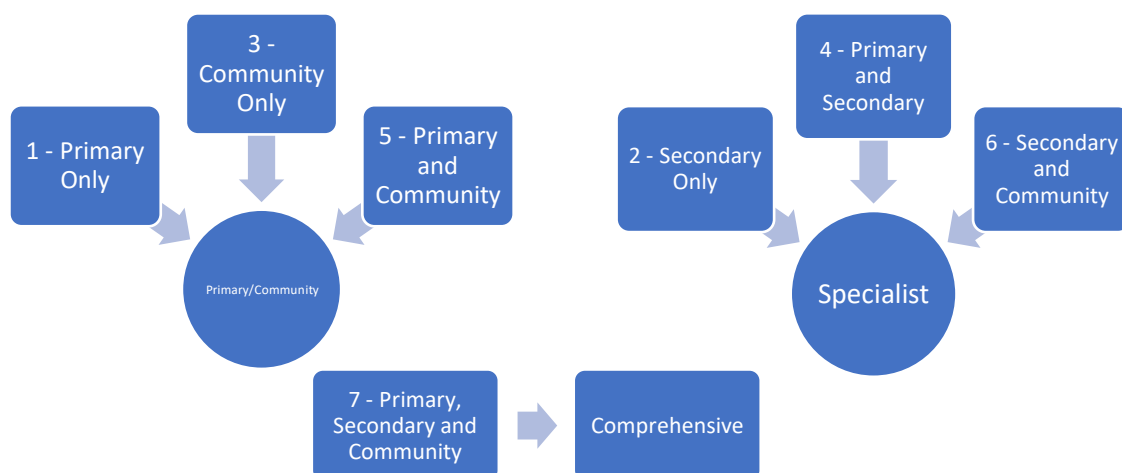 1 - Primary
Only
3 -
Community
Only
5 - Primary
and
Community
Primary/Community
2 - Secondary
Only
4 - Primary
and
Secondary
6 - Secondary
and
Community
Specialist
7 - Primary,
Secondary and
Community
Comprehensive